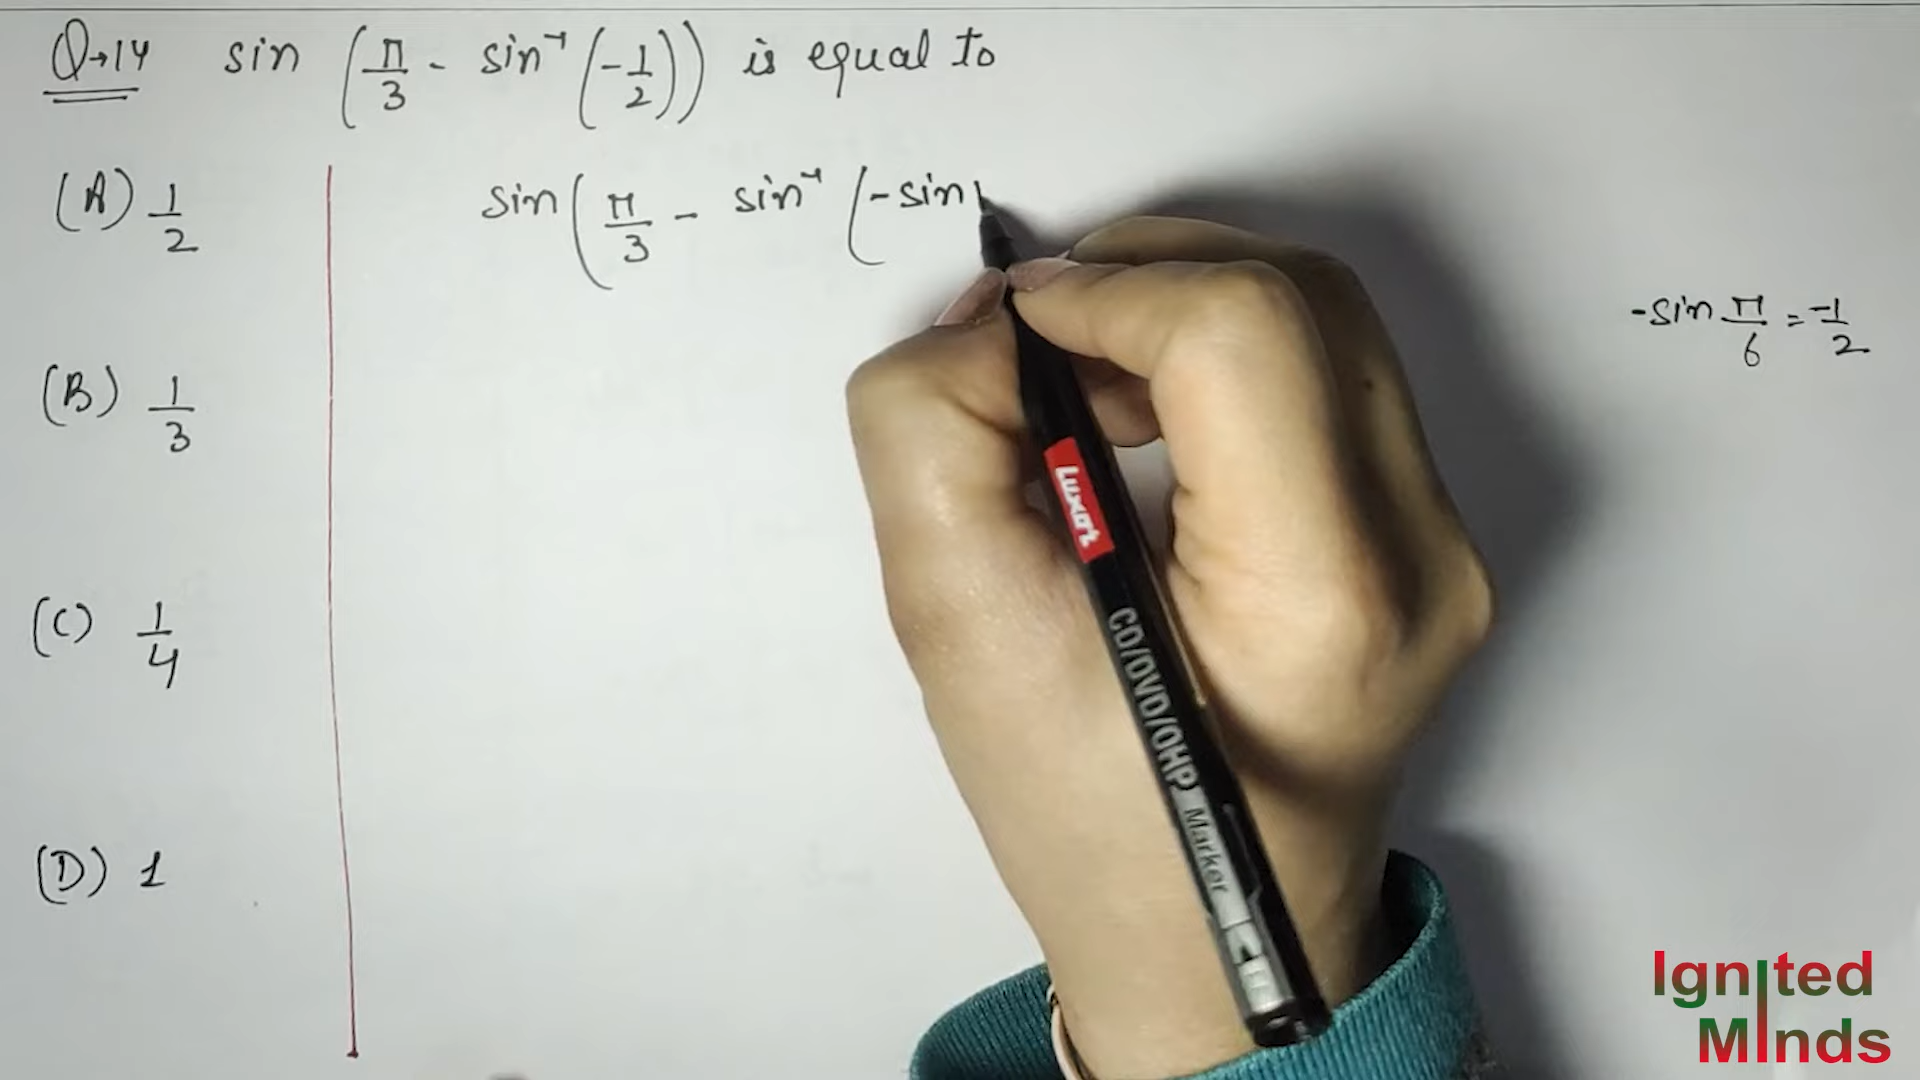 Q→14 sin (π/3 - sin⁻¹ (-1/2)) is equal to
(A) 1/2
sin (π/3 - sin⁻¹ (-sin
-sin π/6 = -1/2
(B) 1/3
(C) 1/4
(D) 1
Luxor
CD/DVD/OHP Marker
Ignited
Minds